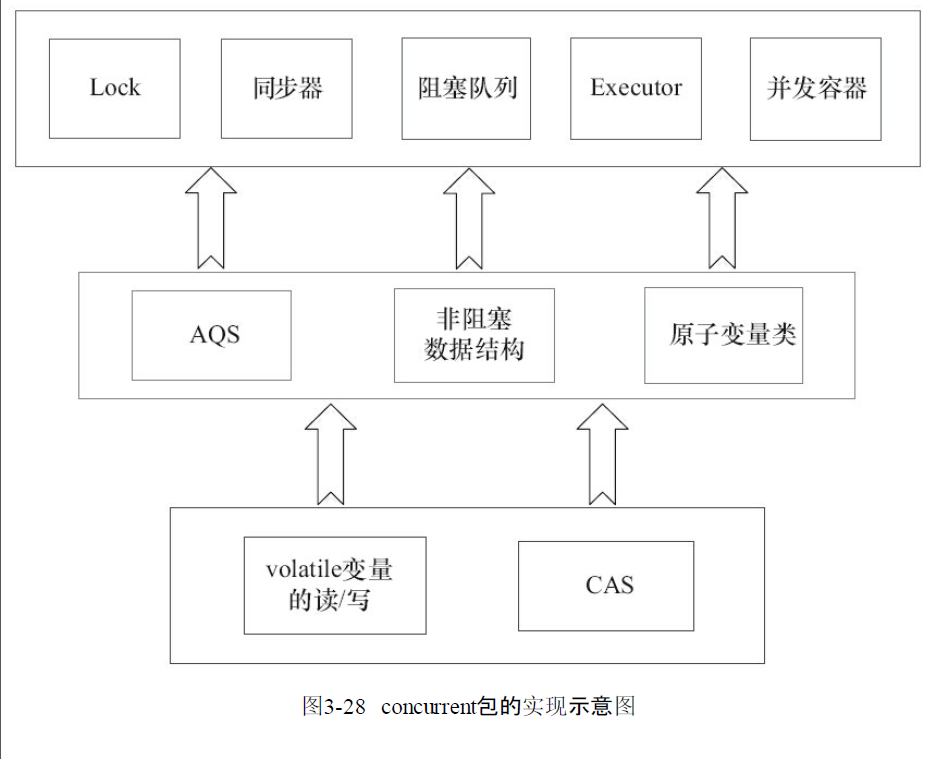 Lock
同步器
阻塞队列
Executor
并发容器
AQS
非阻塞
数据结构
原子变量类
volatile变量
的读/写
CAS
图3-28 concurrent包的实现示意图